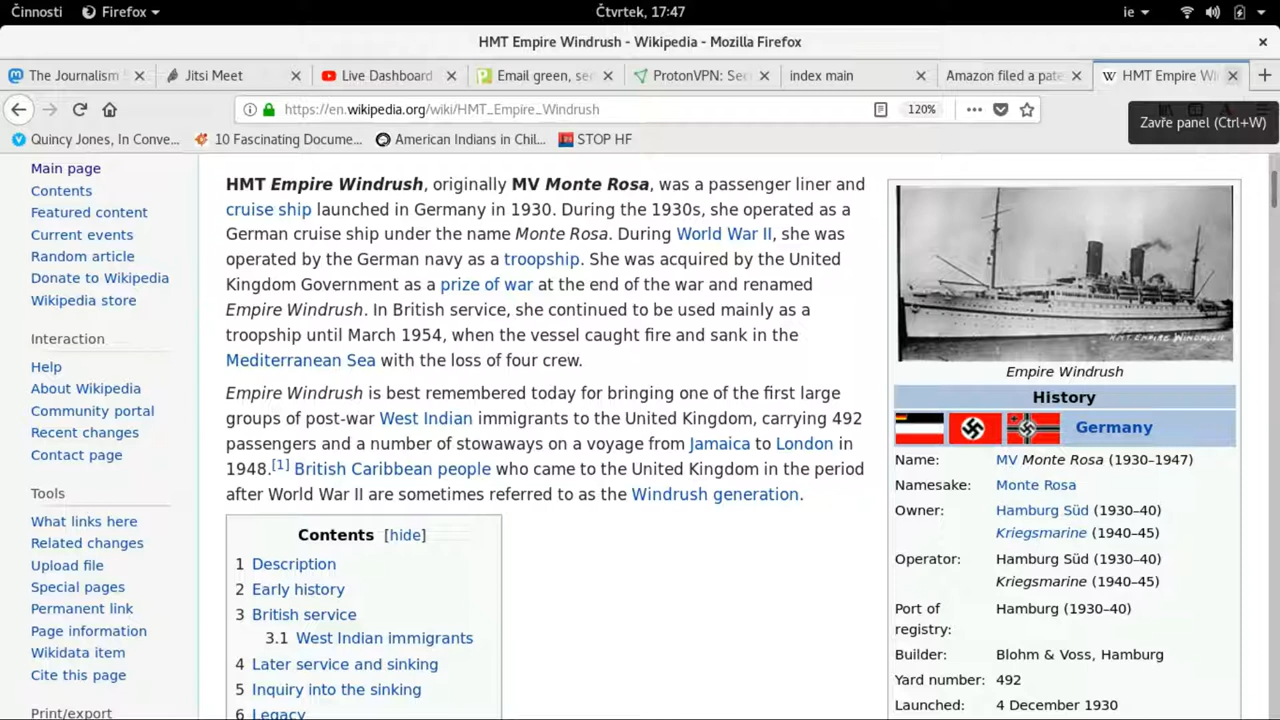 Činnosti Firefox Čtvrtek, 17:47 ie
HMT Empire Windrush - Wikipedia - Mozilla Firefox
The Journalism Jitsi Meet Live Dashboard Email green, sec ProtonVPN: Sec index main Amazon filed a pate HMT Empire Wi
https://en.wikipedia.org/wiki/HMT_Empire_Windrush 120%
Zavře panel (Ctrl+W)
Quincy Jones, In Conve... 10 Fascinating Docume... American Indians in Chil... STOP HF
Main page
Contents
Featured content
Current events
Random article
Donate to Wikipedia
Wikipedia store
Interaction
Help
About Wikipedia
Community portal
Recent changes
Contact page
Tools
What links here
Related changes
Upload file
Special pages
Permanent link
Page information
Wikidata item
Cite this page
Print/export
HMT Empire Windrush, originally MV Monte Rosa, was a passenger liner and
cruise ship launched in Germany in 1930. During the 1930s, she operated as a
German cruise ship under the name Monte Rosa. During World War II, she was
operated by the German navy as a troopship. She was acquired by the United
Kingdom Government as a prize of war at the end of the war and renamed
Empire Windrush. In British service, she continued to be used mainly as a
troopship until March 1954, when the vessel caught fire and sank in the
Mediterranean Sea with the loss of four crew.
Empire Windrush is best remembered today for bringing one of the first large
groups of post-war West Indian immigrants to the United Kingdom, carrying 492
passengers and a number of stowaways on a voyage from Jamaica to London in
1948.[1] British Caribbean people who came to the United Kingdom in the period
after World War II are sometimes referred to as the Windrush generation.
Contents [hide]
1 Description
2 Early history
3 British service
3.1 West Indian immigrants
4 Later service and sinking
5 Inquiry into the sinking
6 Legacy
HMT EMPIRE WINDRUSH
Empire Windrush
History
Germany
Name: MV Monte Rosa (1930–1947)
Namesake: Monte Rosa
Owner: Hamburg Süd (1930–40)
Kriegsmarine (1940–45)
Operator: Hamburg Süd (1930–40)
Kriegsmarine (1940–45)
Port of Hamburg (1930–40)
registry:
Builder: Blohm & Voss, Hamburg
Yard number: 492
Launched: 4 December 1930